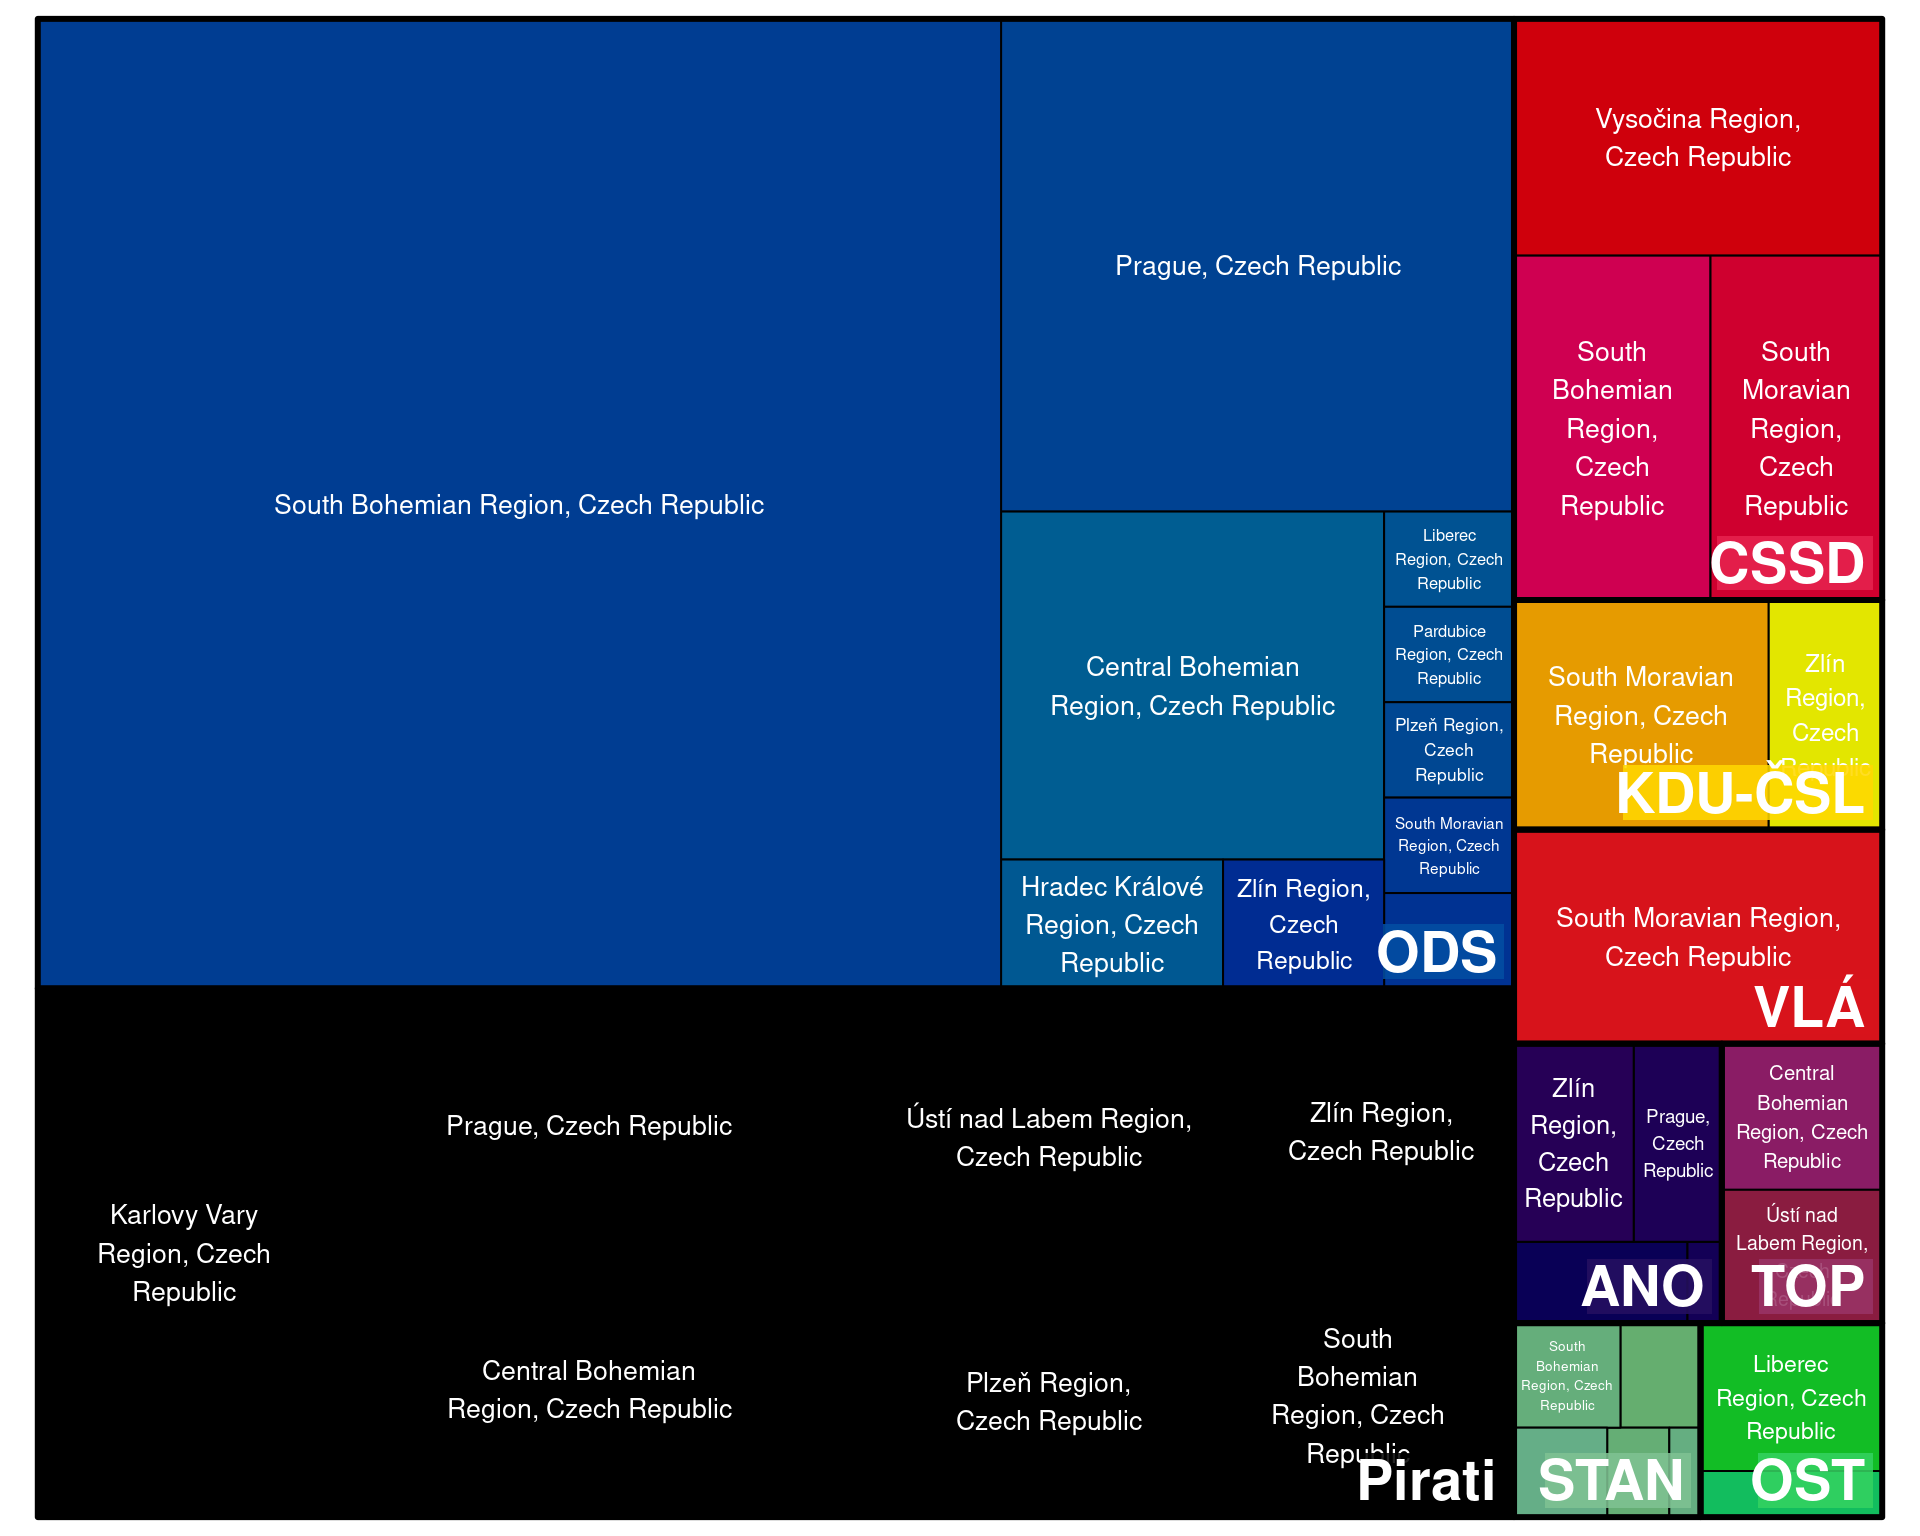 South Bohemian Region, Czech Republic
Prague, Czech Republic
Central Bohemian
Region, Czech Republic
Liberec
Region, Czech
Republic
Pardubice
Region, Czech
Republic
Plzeň Region,
Czech
Republic
South Moravian
Region, Czech
Republic
Hradec Králové
Region, Czech
Republic
Zlín Region,
Czech
Republic
ODS
Vysočina Region,
Czech Republic
South
Bohemian
Region,
Czech
Republic
South
Moravian
Region,
Czech
Republic
CSSD
South Moravian
Region, Czech
Republic
Zlín
Region,
Czech
Republic
KDU-ČSL
South Moravian Region,
Czech Republic
VLÁ
Karlovy Vary
Region, Czech
Republic
Prague, Czech Republic
Central Bohemian
Region, Czech Republic
Ústí nad Labem Region,
Czech Republic
Plzeň Region,
Czech Republic
Zlín Region,
Czech Republic
South
Bohemian
Region, Czech
Republic
Pirati
Zlín
Region,
Czech
Republic
Prague,
Czech
Republic
ANO
Central
Bohemian
Region, Czech
Republic
Ústí nad
Labem Region,
TOP
South
Bohemian
Region, Czech
Republic
STAN
Liberec
Region, Czech
Republic
OST